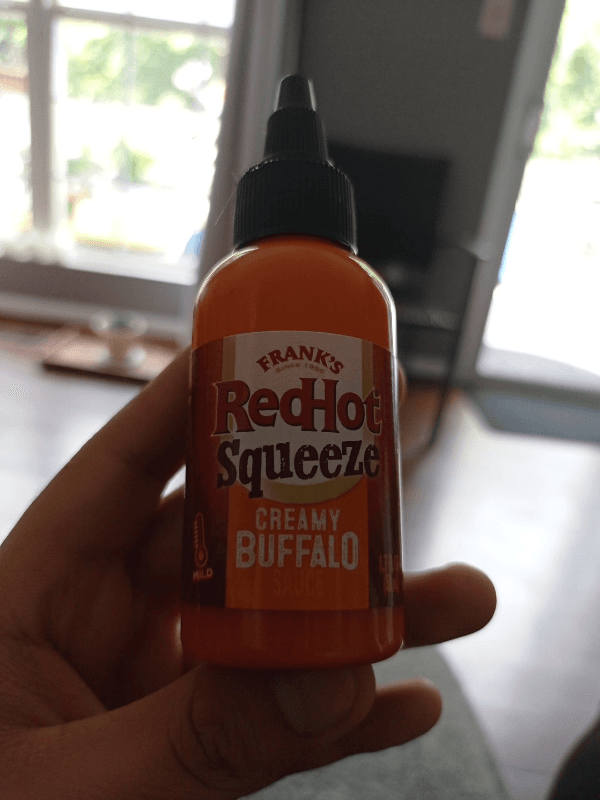 FRANK'S
SINCE 1920
RedHot
Squeeze
CREAMY
BUFFALO
SAUCE
MILD